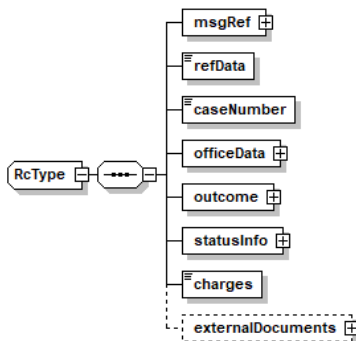 msgRef
refData
caseNumber
officeData
RcType
outcome
statusInfo
charges
externalDocuments